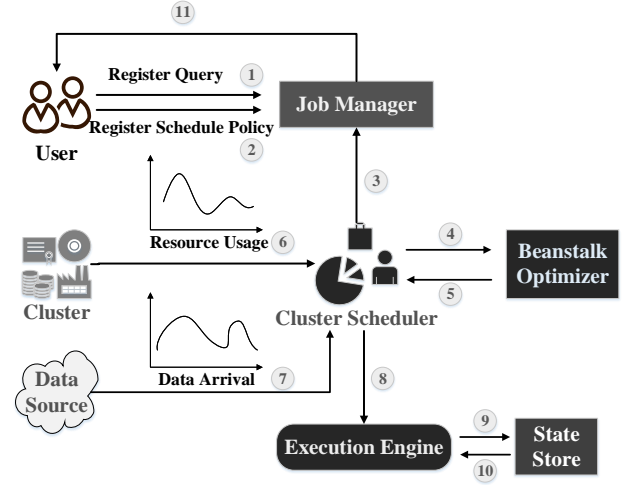 11
Register Query
1
Job Manager
Register Schedule Policy
User
2
3
Resource Usage
6
4
Beanstalk
Optimizer
5
Cluster
Cluster Scheduler
Data Arrival
7
8
Data
Source
Execution Engine
9
State
Store
10